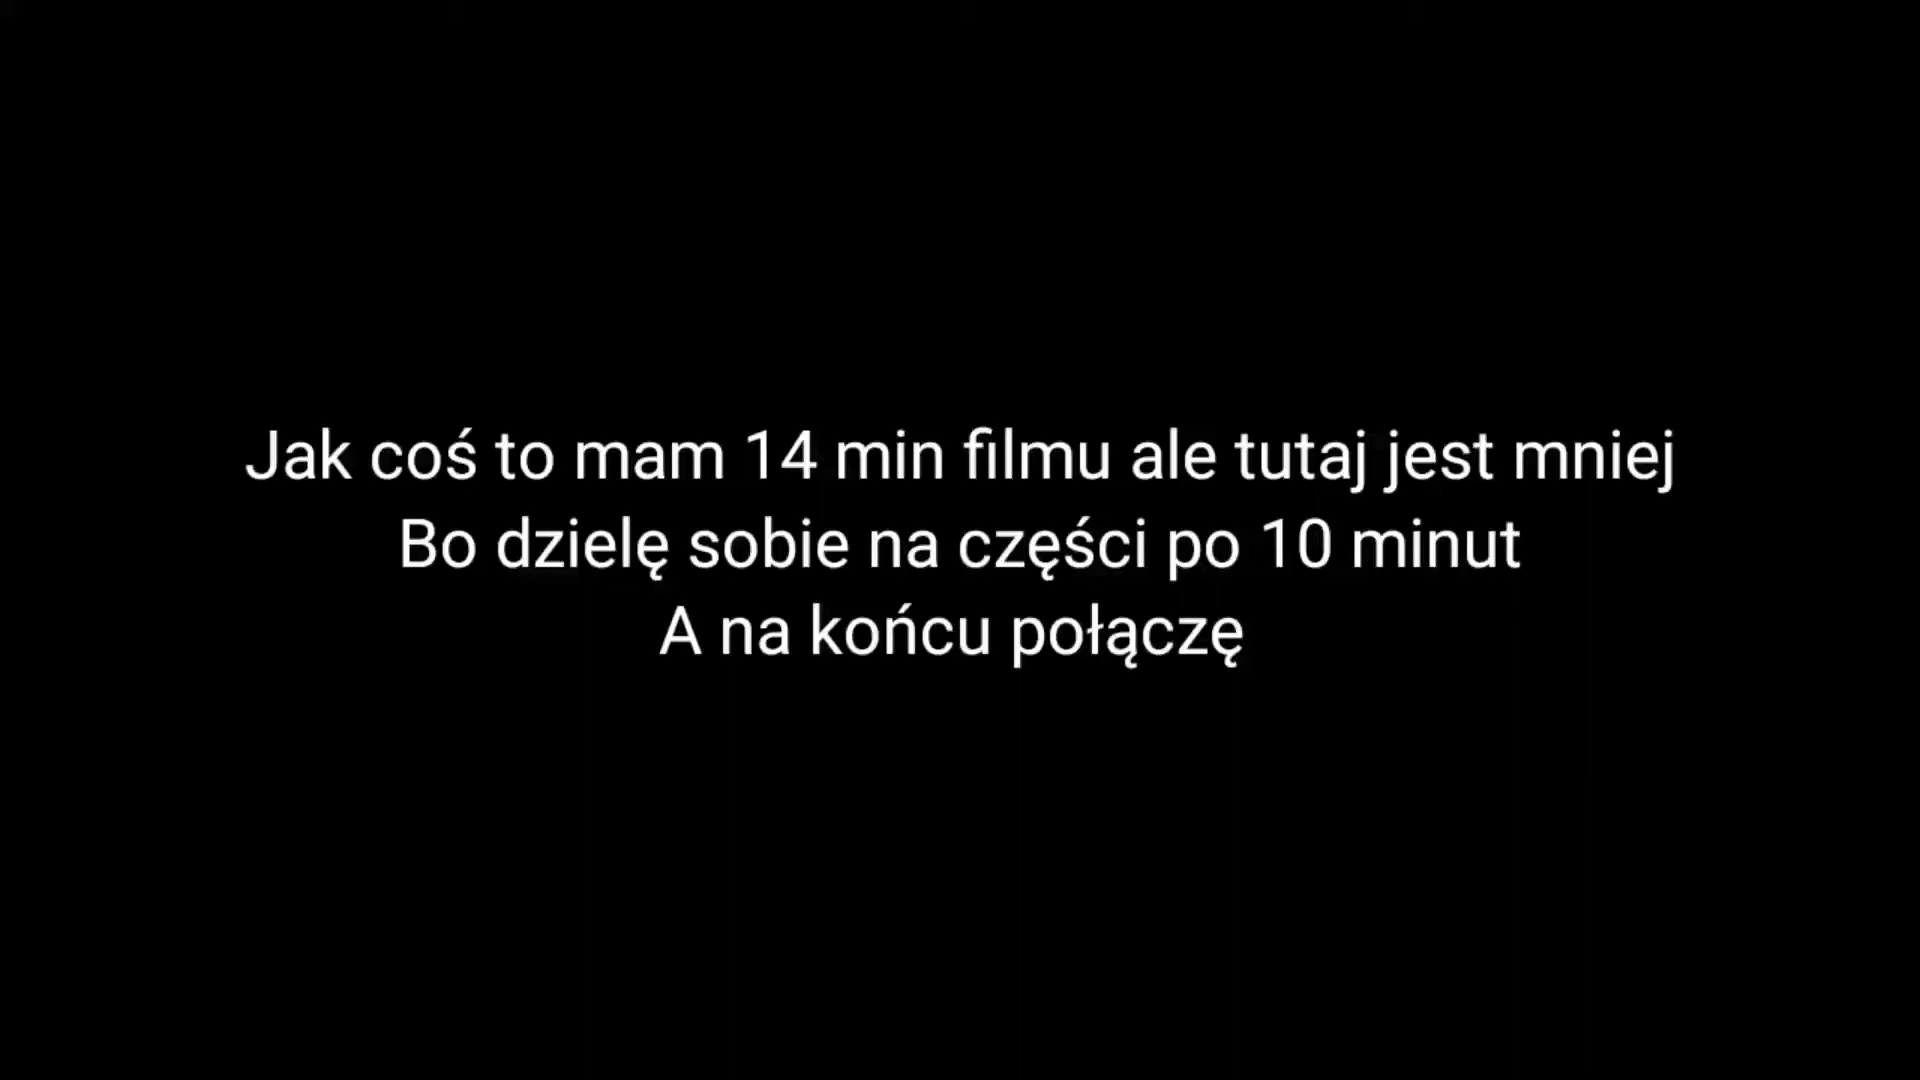 Jak coś to mam 14 min filmu ale tutaj jest mniej
Bo dzielę sobie na części po 10 minut
A na końcu połączę